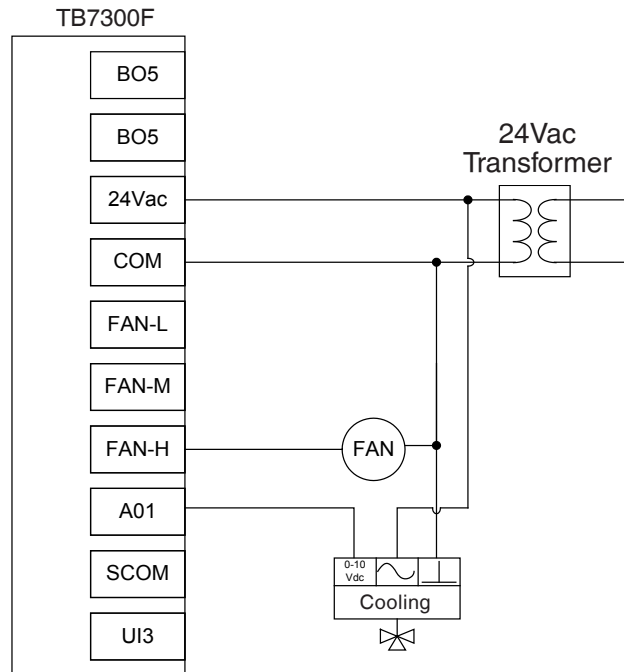 TB7300F
BO5
BO5
24Vac
COM
FAN-L
FAN-M
FAN-H
A01
SCOM
UI3
24Vac
Transformer
FAN
0-10
Vdc
Cooling